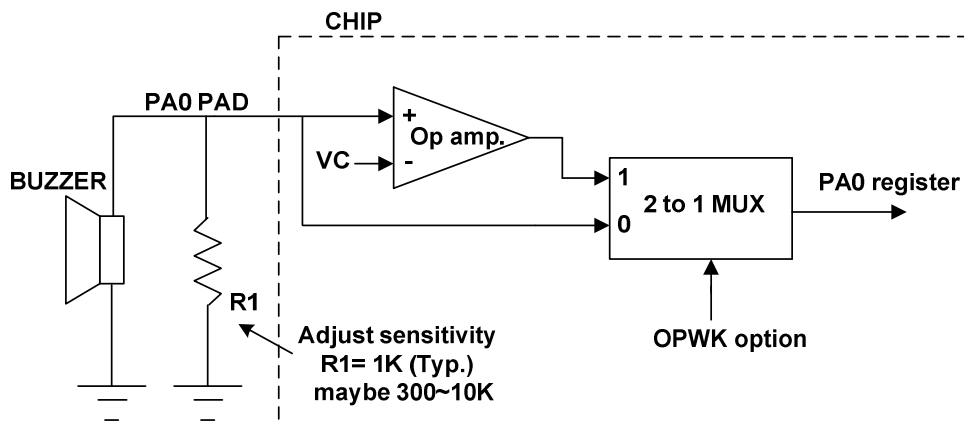 CHIP
PA0 PAD
+
Op amp.
VC
-
BUZZER
1
2 to 1 MUX
0
PA0 register
R1
Adjust sensitivity
R1= 1K (Typ.)
maybe 300~10K
OPWK option